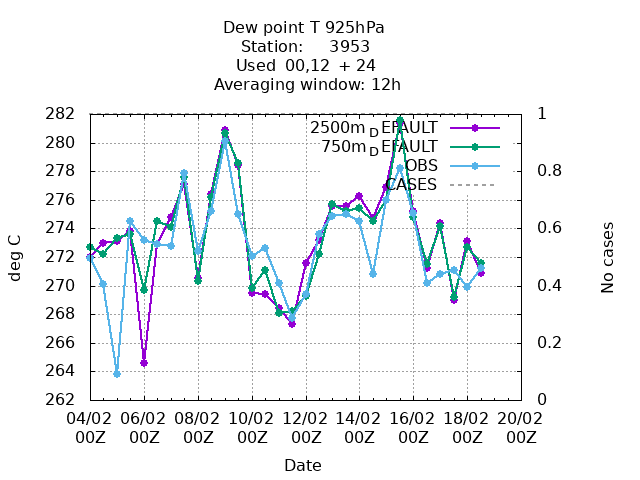 Dew point T 925hPa
Station:     3953
Used  00,12  + 24
Averaging window: 12h
282 1
280
278 0.8
276
274 0.6
272
270 0.4
268
266 0.2
264
262 0
2500m_DEFAULT
750m_DEFAULT
OBS
CASES
deg C
No cases
04/02 06/02 08/02 10/02 12/02 14/02 16/02 18/02 20/02
00Z 00Z 00Z 00Z 00Z 00Z 00Z 00Z 00Z
Date